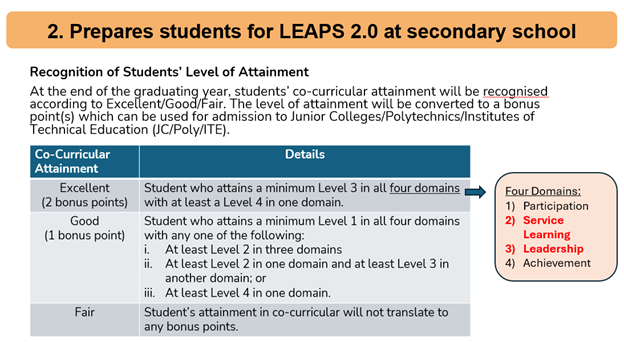 2. Prepares students for LEAPS 2.0 at secondary school
Recognition of Students' Level of Attainment
At the end of the graduating year, students' co-curricular attainment will be recognised
according to Excellent/Good/Fair. The level of attainment will be converted to a bonus
point(s) which can be used for admission to Junior Colleges/Polytechnics/Institutes of
Technical Education (JC/Poly/ITE).
Co-Curricular
Attainment
Details
Excellent
(2 bonus points)
Student who attains a minimum Level 3 in all four domains
with at least a Level 4 in one domain.
Good
(1 bonus point)
Student who attains a minimum Level 1 in all four domains
with any one of the following:
i. At least Level 2 in three domains
ii. At least Level 2 in one domain and at least Level 3 in
another domain; or
iii. At least Level 4 in one domain.
Fair
Student's attainment in co-curricular will not translate to
any bonus points.
Four Domains:
1) Participation
2) Service
Learning
3) Leadership
4) Achievement